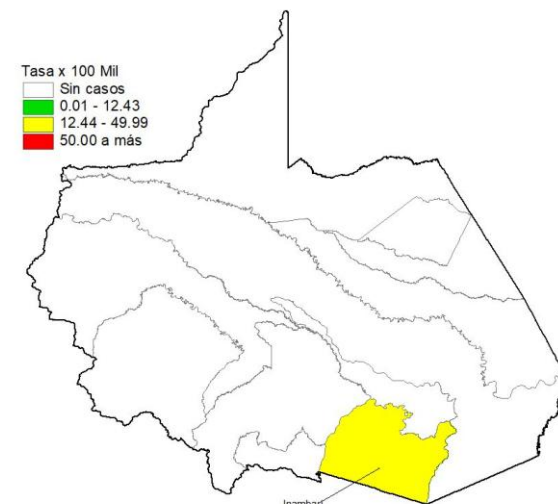 Tasa x 100 Mil
Sin casos
0.01 - 12.43
12.44 - 49.99
50.00 a más
Inambari